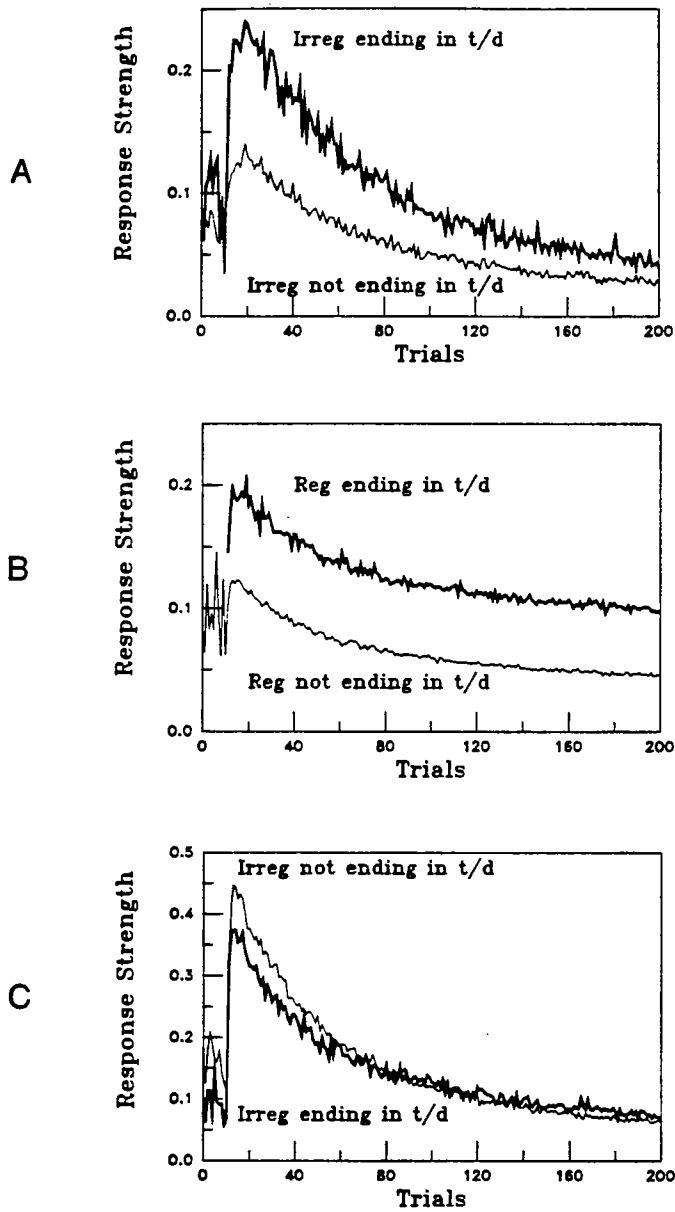 A
Response Strength
0.2
0.1
0.0
Irreg ending in t/d
Irreg not ending in t/d
0 40 80 120 160 200
Trials
B
Response Strength
0.2
0.1
0.0
Reg ending in t/d
Reg not ending in t/d
0 40 80 120 160 200
Trials
C
Response Strength
0.5
0.4
0.3
0.2
0.1
0.0
Irreg not ending in t/d
Irreg ending in t/d
0 40 80 120 160 200
Trials